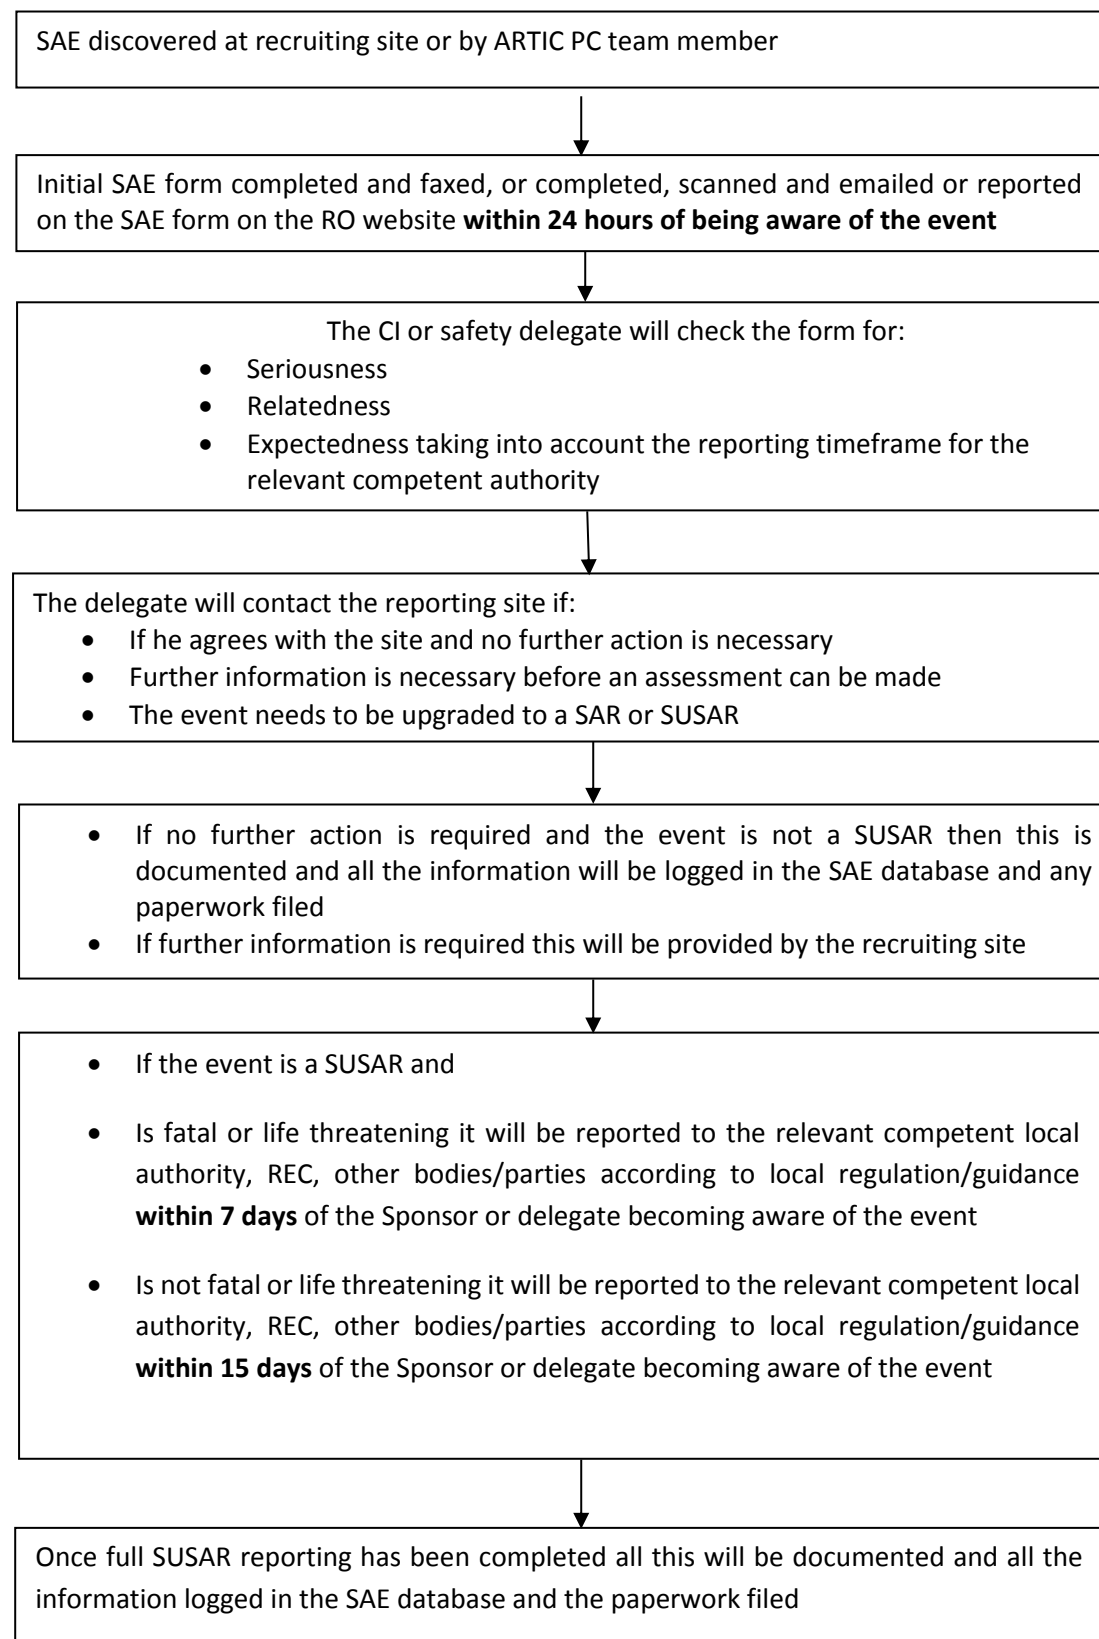 SAE discovered at recruiting site or by ARTIC PC team member
Initial SAE form completed and faxed, or completed, scanned and emailed or reported
on the SAE form on the RO website within 24 hours of being aware of the event
The CI or safety delegate will check the form for:
• Seriousness
• Relatedness
• Expectedness taking into account the reporting timeframe for the
relevant competent authority
The delegate will contact the reporting site if:
• If he agrees with the site and no further action is necessary
• Further information is necessary before an assessment can be made
• The event needs to be upgraded to a SAR or SUSAR
• If no further action is required and the event is not a SUSAR then this is
documented and all the information will be logged in the SAE database and any
paperwork filed
• If further information is required this will be provided by the recruiting site
• If the event is a SUSAR and
• Is fatal or life threatening it will be reported to the relevant competent local
authority, REC, other bodies/parties according to local regulation/guidance
within 7 days of the Sponsor or delegate becoming aware of the event
• Is not fatal or life threatening it will be reported to the relevant competent local
authority, REC, other bodies/parties according to local regulation/guidance
within 15 days of the Sponsor or delegate becoming aware of the event
Once full SUSAR reporting has been completed all this will be documented and all the
information logged in the SAE database and the paperwork filed